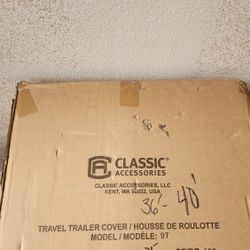 CLASSIC®
ACCESSORIES
CLASSIC ACCESSORIES, LLC
KENT, WA 98032, USA
36'- 40'
TRAVEL TRAILER COVER / HOUSSE DE ROULOTTE
MODEL / MODÈLE: 9T